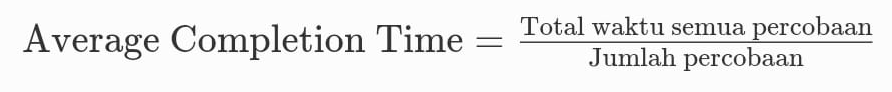 Average Completion Time = Total waktu semua percobaan
Jumlah percobaan